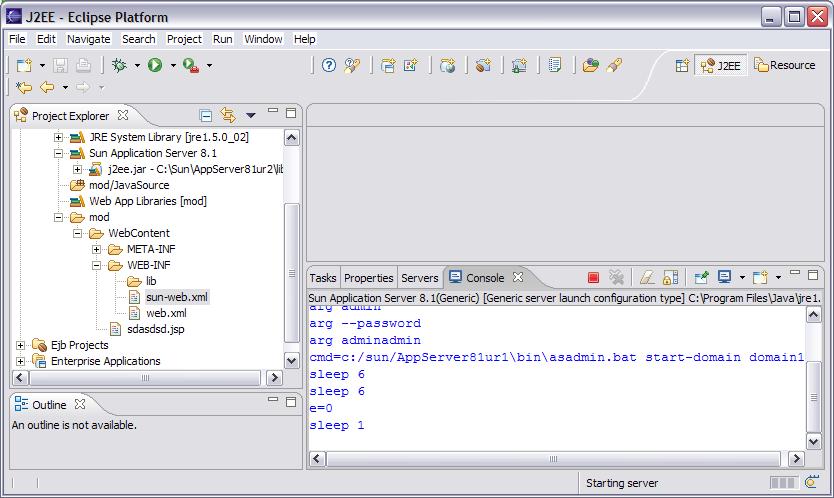 J2EE - Eclipse Platform
File Edit Navigate Search Project Run Window Help
J2EE Resource
Project Explorer
JRE System Library [jre1.5.0_02]
Sun Application Server 8.1
j2ee.jar - C:\Sun\AppServer81ur2\lib
mod/JavaSource
Web App Libraries [mod]
mod
WebContent
META-INF
WEB-INF
lib
sun-web.xml
web.xml
sdasdsd.jsp
Ejb Projects
Enterprise Applications
Outline
An outline is not available.
Tasks Properties Servers Console
Sun Application Server 8.1(Generic) [Generic server launch configuration type] C:\Program Files\Java\jre1.
arg admin
arg --password
arg adminadmin
cmd=c:/sun/AppServer81ur1\bin\asadmin.bat start-domain domain1
sleep 6
sleep 6
e=0
sleep 1
Starting server